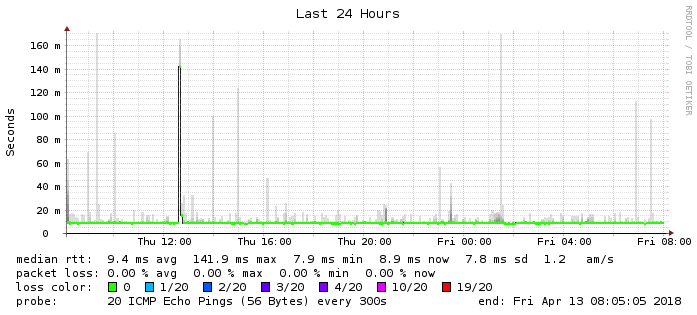 Last 24 Hours
RRDTOOL / TOBI OETIKER
Seconds
160 m
140 m
120 m
100 m
80 m
60 m
40 m
20 m
0
Thu 12:00 Thu 16:00 Thu 20:00 Fri 00:00 Fri 04:00 Fri 08:00
median rtt: 9.4 ms avg 141.9 ms max 7.9 ms min 8.9 ms now 7.8 ms sd 1.2 am/s
packet loss: 0.00 % avg 0.00 % max 0.00 % min 0.00 % now
loss color: 0 1/20 2/20 3/20 4/20 10/20 19/20
probe: 20 ICMP Echo Pings (56 Bytes) every 300s end: Fri Apr 13 08:05:05 2018